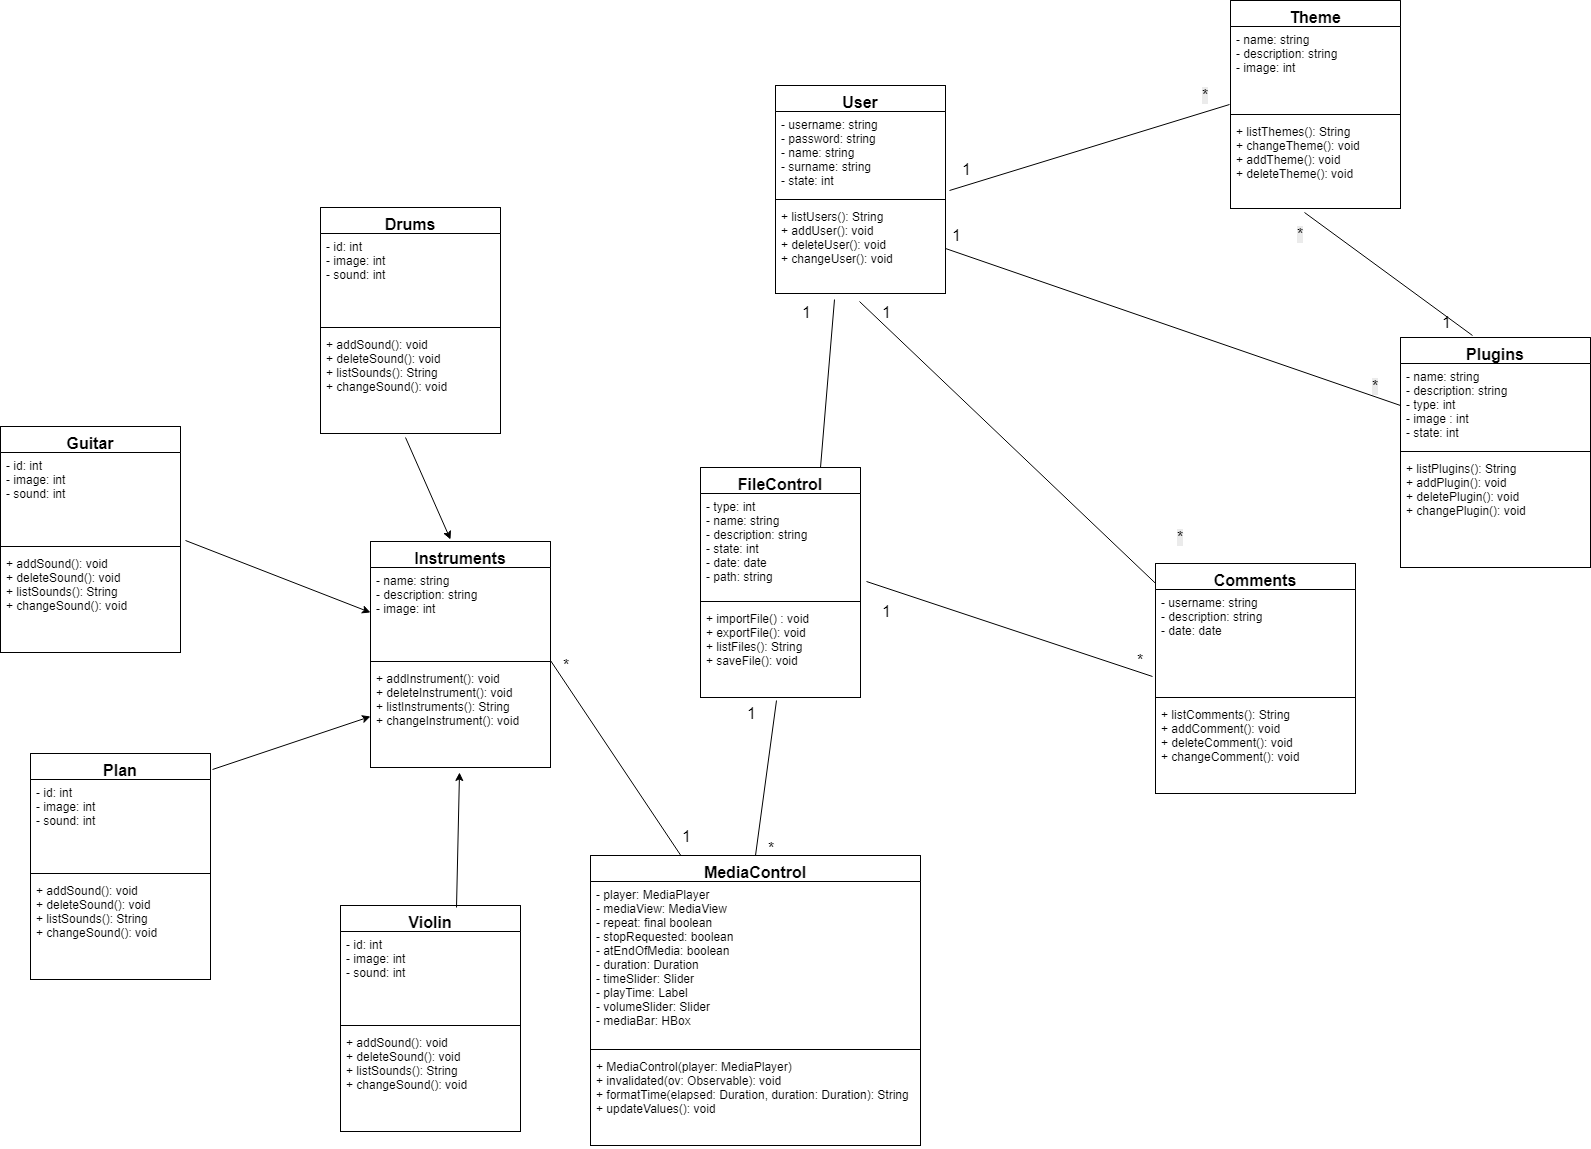 Theme
- name: string
- description: string
- image: int
+ listThemes(): String
+ changeTheme(): void
+ addTheme(): void
+ deleteTheme(): void
User
- username: string
- password: string
- name: string
- surname: string
- state: int
+ listUsers(): String
+ addUser(): void
+ deleteUser(): void
+ changeUser(): void
*
1
1
*
1
*
1
1
Drums
- id: int
- image: int
- sound: int
+ addSound(): void
+ deleteSound(): void
+ listSounds(): String
+ changeSound(): void
Plugins
- name: string
- description: string
- type: int
- image : int
- state: int
+ listPlugins(): String
+ addPlugin(): void
+ deletePlugin(): void
+ changePlugin(): void
Guitar
- id: int
- image: int
- sound: int
+ addSound(): void
+ deleteSound(): void
+ listSounds(): String
+ changeSound(): void
FileControl
- type: int
- name: string
- description: string
- state: int
- date: date
- path: string
+ importFile() : void
+ exportFile(): void
+ listFiles(): String
+ saveFile(): void
Instruments
- name: string
- description: string
- image: int
+ addInstrument(): void
+ deleteInstrument(): void
+ listInstruments(): String
+ changeInstrument(): void
*
Comments
- username: string
- description: string
- date: date
+ listComments(): String
+ addComment(): void
+ deleteComment(): void
+ changeComment(): void
1
*
*
1
1
*
Plan
- id: int
- image: int
- sound: int
+ addSound(): void
+ deleteSound(): void
+ listSounds(): String
+ changeSound(): void
Violin
- id: int
- image: int
- sound: int
+ addSound(): void
+ deleteSound(): void
+ listSounds(): String
+ changeSound(): void
MediaControl
- player: MediaPlayer
- mediaView: MediaView
- repeat: final boolean
- stopRequested: boolean
- atEndOfMedia: boolean
- duration: Duration
- timeSlider: Slider
- playTime: Label
- volumeSlider: Slider
- mediaBar: HBox
+ MediaControl(player: MediaPlayer)
+ invalidated(ov: Observable): void
+ formatTime(elapsed: Duration, duration: Duration): String
+ updateValues(): void